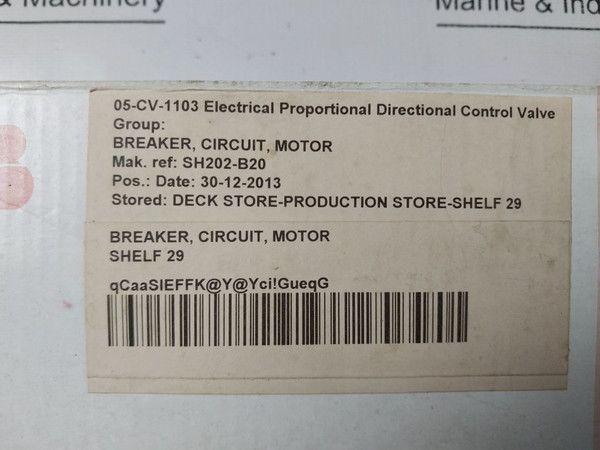 & Machinery
Marine & Ind
05-CV-1103 Electrical Proportional Directional Control Valve
Group:
BREAKER, CIRCUIT, MOTOR
Mak. ref: SH202-B20
Pos.: Date: 30-12-2013
Stored: DECK STORE-PRODUCTION STORE-SHELF 29
BREAKER, CIRCUIT, MOTOR
SHELF 29
qCaaSIEFFK@Y@Yci!GueqG